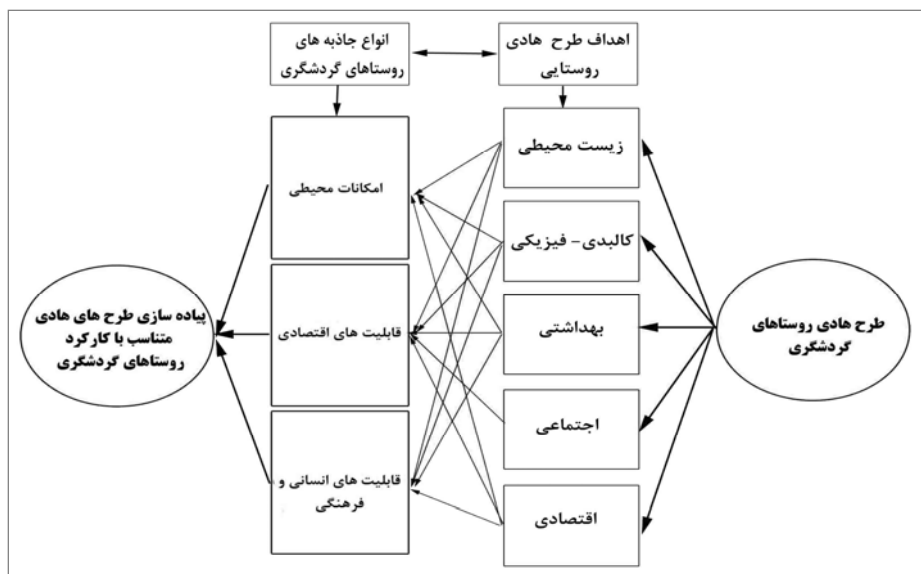 اهداف طرح هادی
روستایی
انواع جاذبه های
روستاهای گردشگری
زیست محیطی
کالبدی - فیزیکی
بهداشتی
اجتماعی
اقتصادی
طرح هادی روستاهای
گردشگری
امکانات محیطی
قابلیت های اقتصادی
قابلیت های انسانی و
فرهنگی
پیاده سازی طرح های هادی
متناسب با کارکرد
روستاهای گردشگری